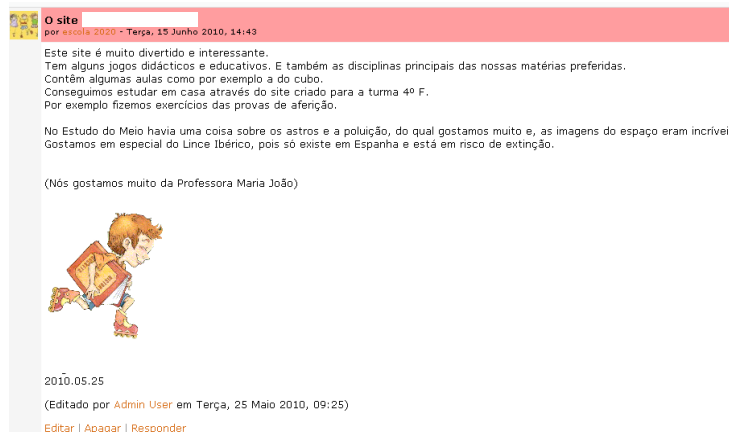 O site
por escola 2020 - Terça, 15 Junho 2010, 14:43
Este site é muito divertido e interessante.
Tem alguns jogos didácticos e educativos. E também as disciplinas principais das nossas matérias preferidas.
Contêm algumas aulas como por exemplo a do cubo.
Conseguimos estudar em casa através do site criado para a turma 4º F.
Por exemplo fizemos exercícios das provas de aferição.
No Estudo do Meio havia uma coisa sobre os astros e a poluição, do qual gostamos muito e, as imagens do espaço eram incrívei
Gostamos em especial do Lince Ibérico, pois só existe em Espanha e está em risco de extinção.
(Nós gostamos muito da Professora Maria João)
2010.05.25
(Editado por Admin User em Terça, 25 Maio 2010, 09:25)
Editar | Apagar | Responder